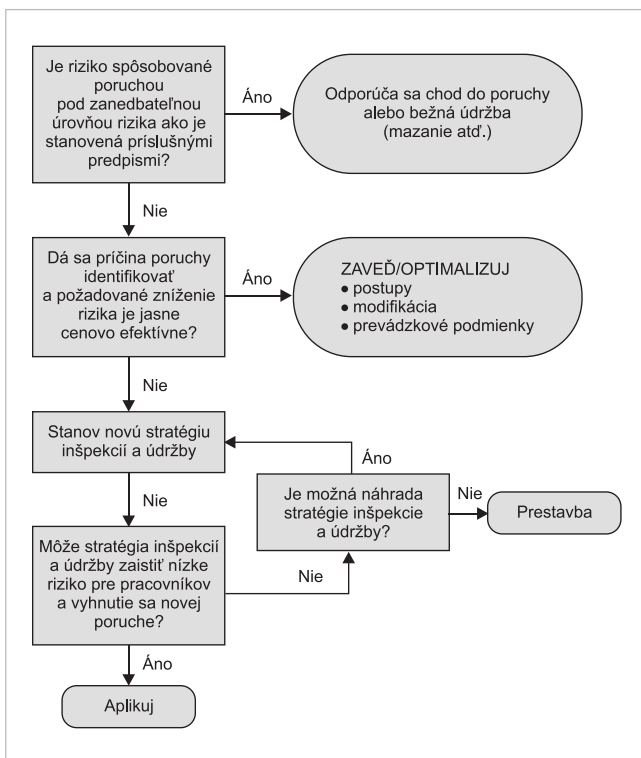 Je riziko spôsobované
poruchou
pod zanedbateľnou
úrovňou rizika ako je
stanovená príslušnými
predpismi?
Áno
Odporúča sa chod do poruchy
alebo bežná údržba
(mazanie atď.)
Nie
Dá sa príčina poruchy
identifikovať
a požadované zníženie
rizika je jasne
cenovo efektívne?
Áno
ZAVEĎ/OPTIMALIZUJ
● postupy
● modifikácia
● prevádzkové podmienky
Nie
Stanov novú stratégiu
inšpekcií a údržby
Áno
Nie
Je možná náhrada
stratégie inšpekcie
a údržby?
Nie
Prestavba
Môže stratégia inšpekcií
a údržby zaistiť nízke
riziko pre pracovníkov
a vyhnutie sa novej
poruche?
Nie
Áno
Aplikuj